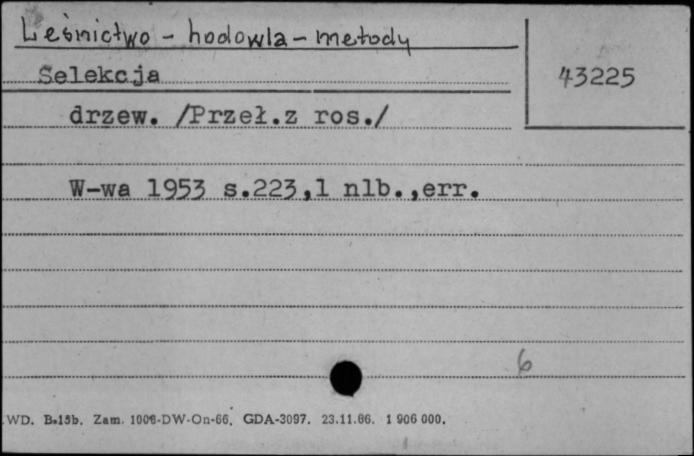 Leśnictwo - hodowla - metody
Selekcja
43225
drzew. /Przeł.z ros./
W-wa 1953 s.223,1 nlb.,err.
6
WD. B-15b. Zam. 1006-DW-On-66. GDA-3097. 23.11.66. 1 906 000.